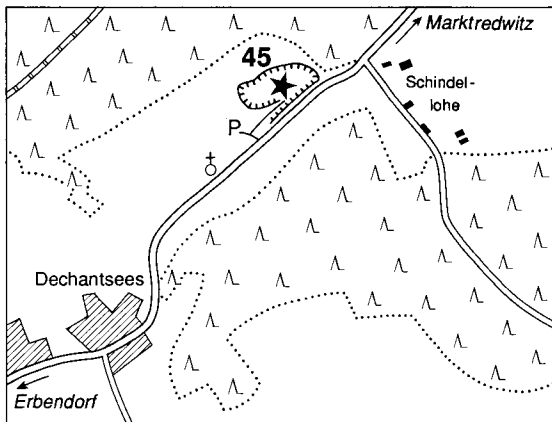 Marktredwitz
45
Schindel-
lohe
P
Dechantsees
Erbendorf